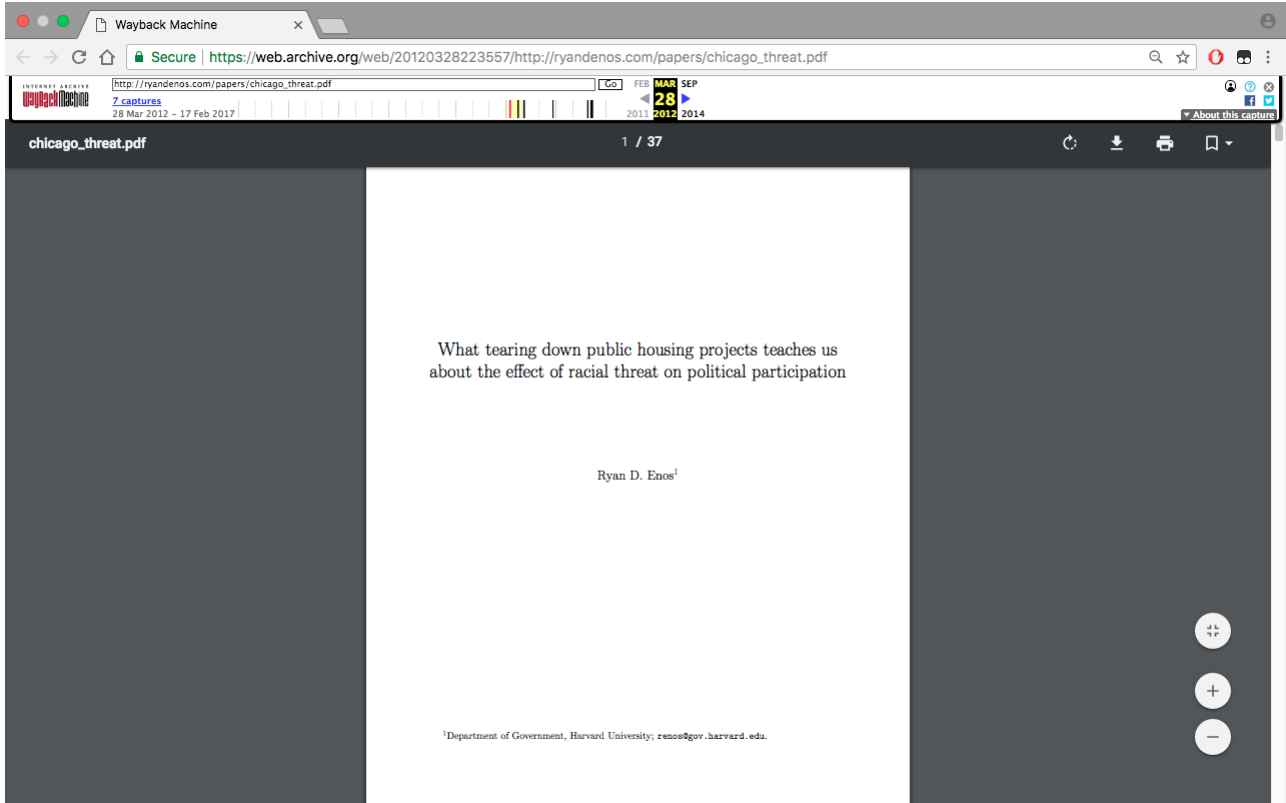 Wayback Machine
Secure | https://web.archive.org/web/20120328223557/http://ryandenos.com/papers/chicago_threat.pdf
INTERNET ARCHIVE
WayBackMachine
http://ryandenos.com/papers/chicago_threat.pdf
Go
FEB MAR SEP
7 captures
28
28 Mar 2012 – 17 Feb 2017
2011 2012 2014
About this capture
chicago_threat.pdf
1 / 37
What tearing down public housing projects teaches us
about the effect of racial threat on political participation
Ryan D. Enos1
1Department of Government, Harvard University; renos@gov.harvard.edu.